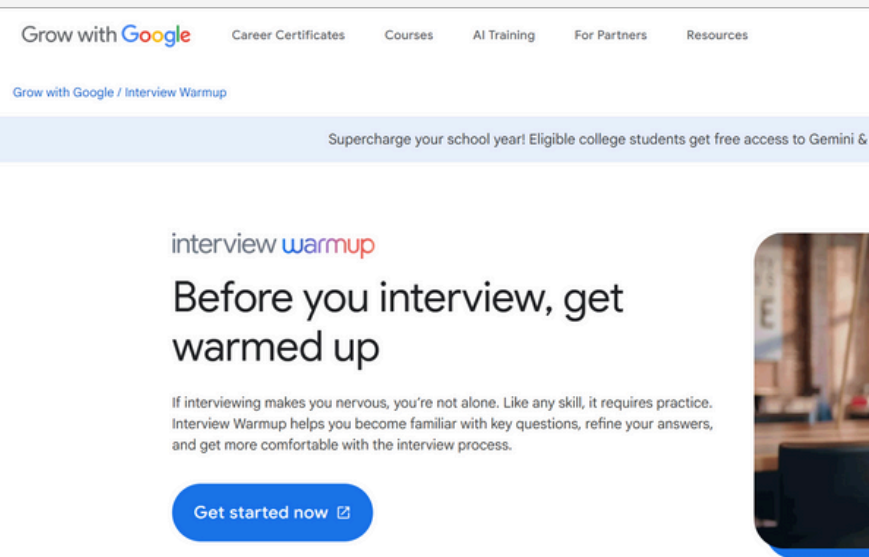 Grow with Google Career Certificates Courses AI Training For Partners Resources
Grow with Google / Interview Warmup
Supercharge your school year! Eligible college students get free access to Gemini &
interview warmup
Before you interview, get
warmed up
If interviewing makes you nervous, you're not alone. Like any skill, it requires practice.
Interview Warmup helps you become familiar with key questions, refine your answers,
and get more comfortable with the interview process.
Get started now